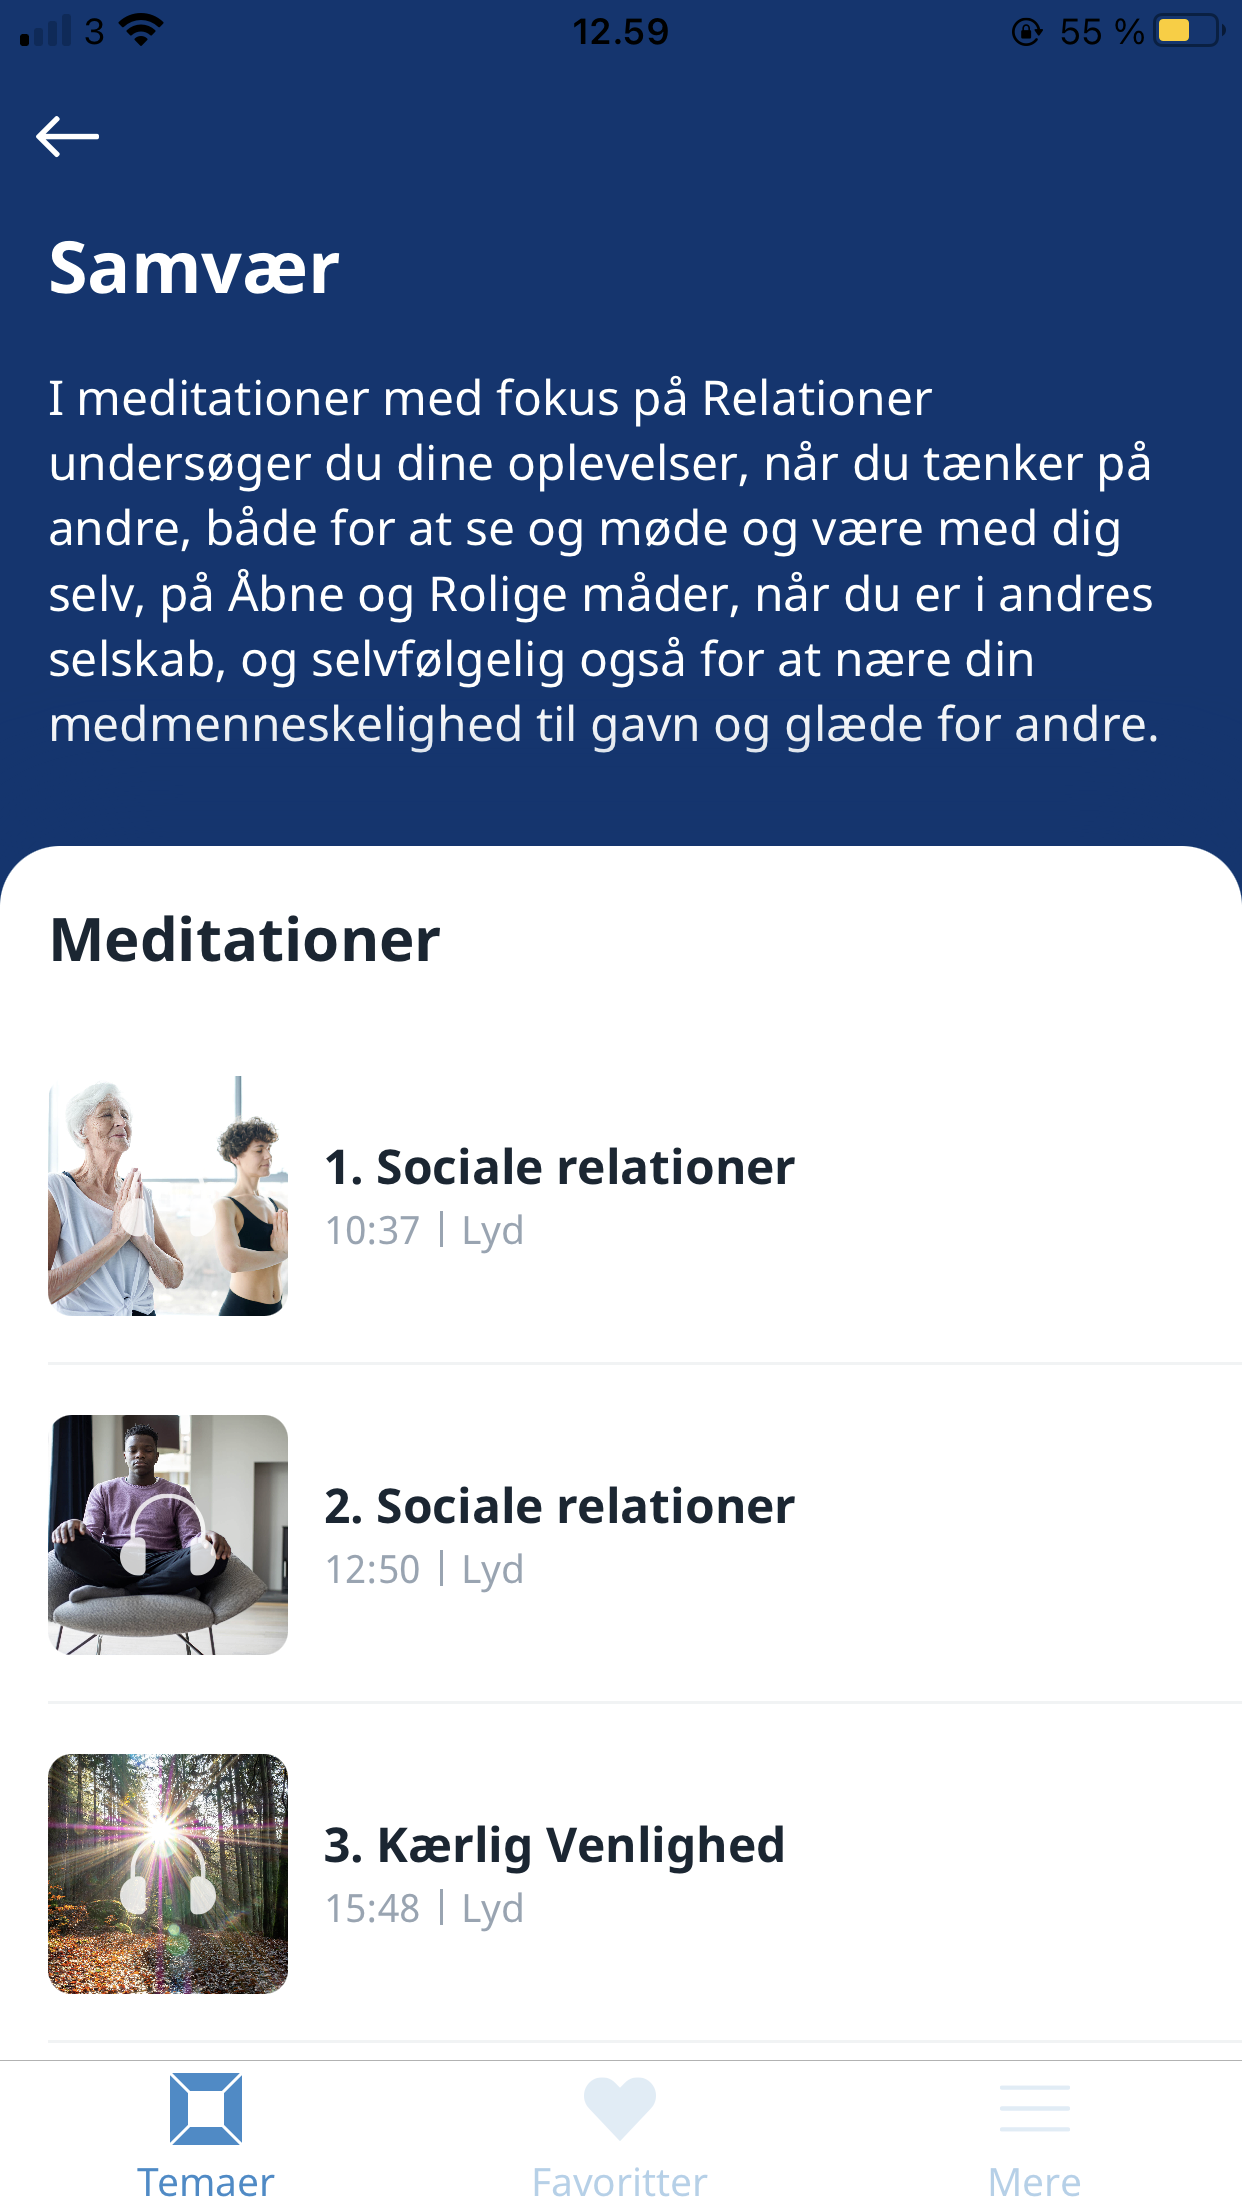 3
12.59
55 %
Samvær
I meditationer med fokus på Relationer
undersøger du dine oplevelser, når du tænker på
andre, både for at se og møde og være med dig
selv, på Åbne og Rolige måder, når du er i andres
selskab, og selvfølgelig også for at nære din
medmenneskelighed til gavn og glæde for andre.
Meditationer
1. Sociale relationer
10:37 | Lyd
2. Sociale relationer
12:50 | Lyd
3. Kærlig Venlighed
15:48 | Lyd
Temaer
Favoritter
Mere